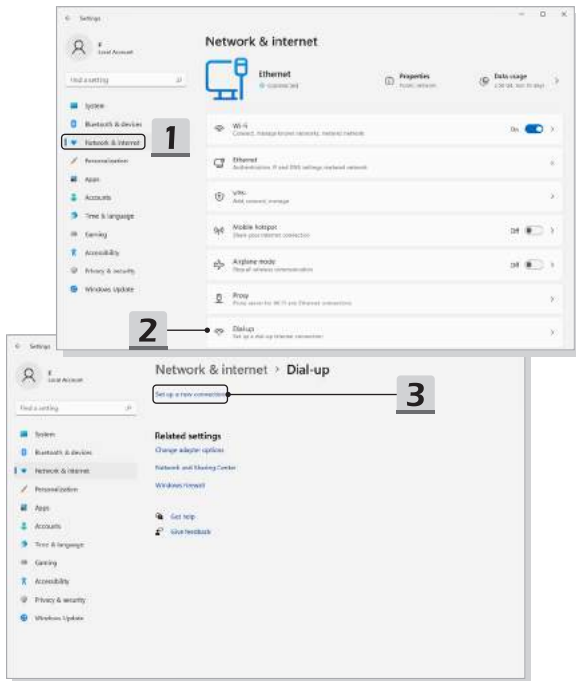 Settings
Local Account
Find a setting
System
Bluetooth & devices
Network & internet
Personalization
Apps
Accounts
Time & language
Gaming
Accessibility
Privacy & security
Windows Update
1
2
Network & internet
Ethernet
Connected
Properties
Data usage
Wi-Fi
Connect, manage known networks, metered network
On
Ethernet
Authentication, IP and DNS settings, metered network
VPN
Add, connect, manage
Mobile hotspot
Share your internet connection
Off
Airplane mode
Stop all wireless communication
Off
Proxy
Proxy server for Wi-Fi and Ethernet connections
Dial-up
Set up a dial-up internet connection
Settings
Local Account
Find a setting
System
Bluetooth & devices
Network & internet
Personalization
Apps
Accounts
Time & language
Gaming
Accessibility
Privacy & security
Windows Update
Network & internet > Dial-up
Set up a new connection
3
Related settings
Change adapter options
Network and Sharing Center
Windows Firewall
Get help
Give feedback